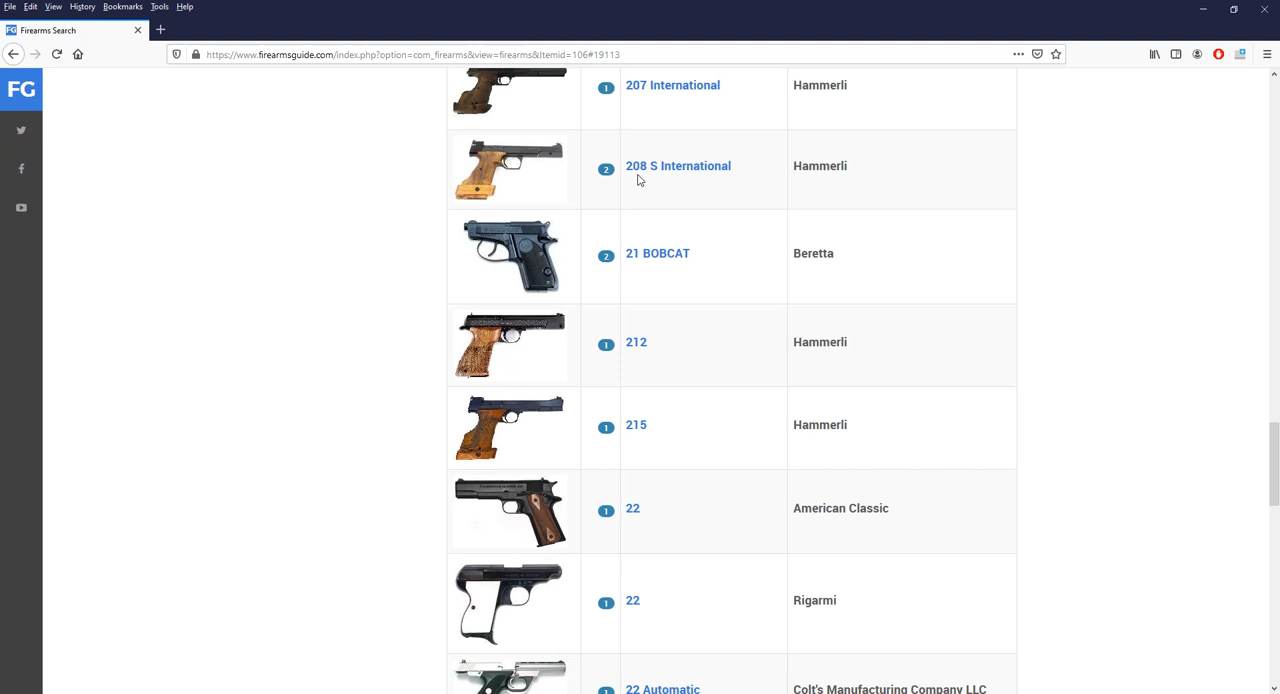 File Edit View History Bookmarks Tools Help
FG Firearms Search
https://www.firearmsguide.com/index.php?option=com_firearms&view=firearms&Itemid=106#19113
FG
1 207 International Hammerli
2 208 S International Hammerli
2 21 BOBCAT Beretta
1 212 Hammerli
1 215 Hammerli
1 22 American Classic
1 22 Rigarmi
1 22 Automatic Colt's Manufacturing Company LLC